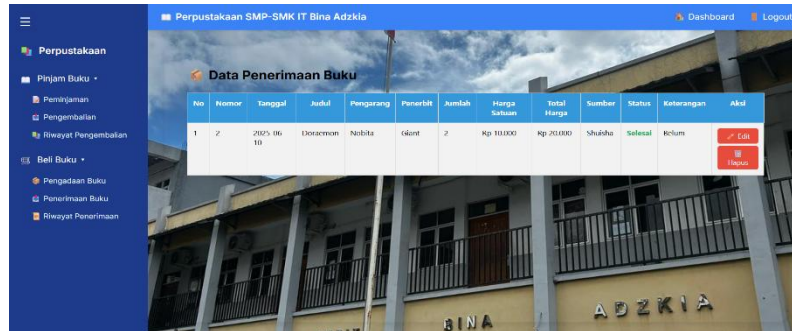 Perpustakaan SMP-SMK IT Bina Adzkia
Dashboard
Logout
Perpustakaan
Pinjam Buku
Peminjaman
Pengembalian
Riwayat Pengembalian
Beli Buku
Pengadaan Buku
Penerimaan Buku
Riwayat Penerimaan
Data Penerimaan Buku
No Nomor Tanggal Judul Pengarang Penerbit Jumlah Harga Satuan Total Harga Sumber Status Keterangan Aksi
1 2 2025-06-10 Doraemon Nobita Giant 2 Rp 10.000 Rp 20.000 Shuisha Selesai Belum
Edit
Hapus
BINA
ADZKIA